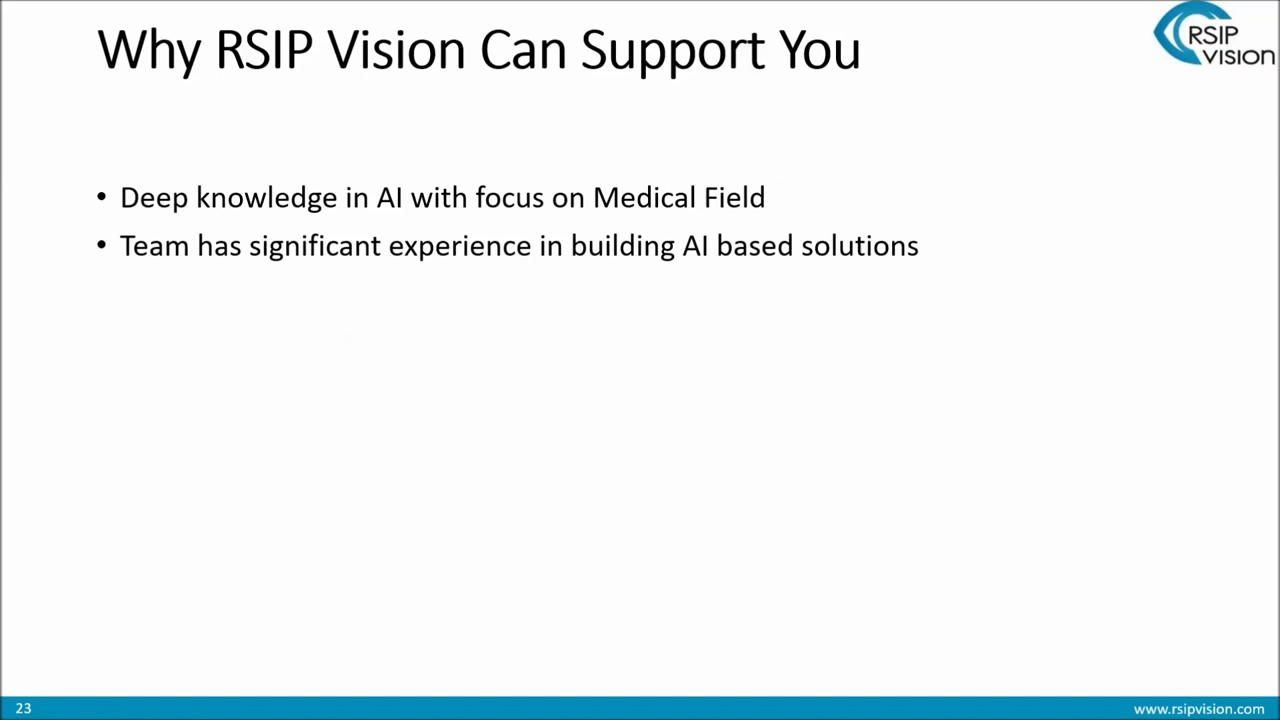 Why RSIP Vision Can Support You
RSIP
VISION
• Deep knowledge in AI with focus on Medical Field
• Team has significant experience in building AI based solutions
23
www.rsipvision.com